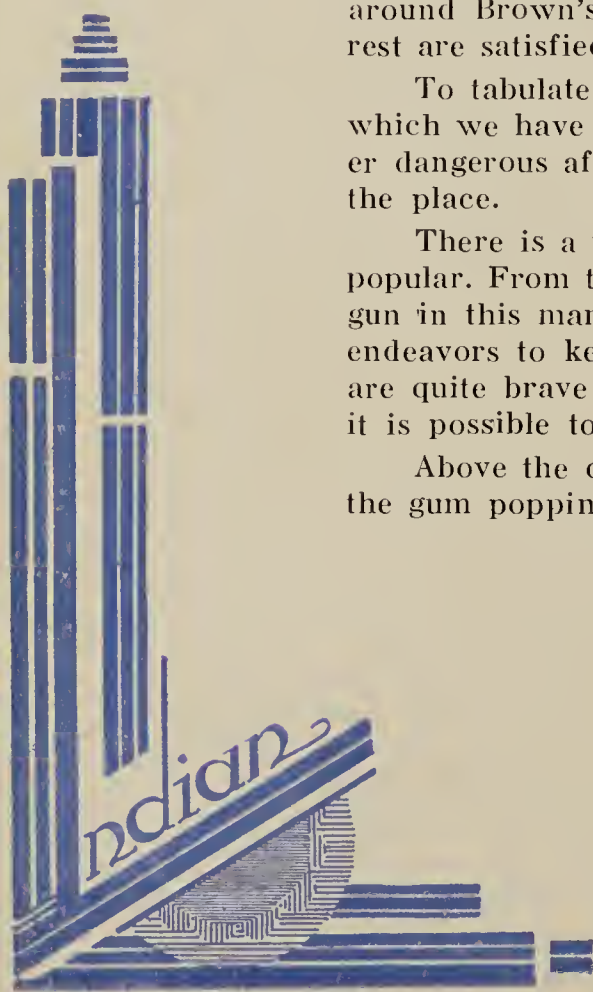 around Brown's
rest are satisfied
To tabulate
which we have
er dangerous af
the place.
There is a
popular. From t
gun in this man
endeavors to ke
are quite brave
it is possible to
Above the
the gum poppin
ndian